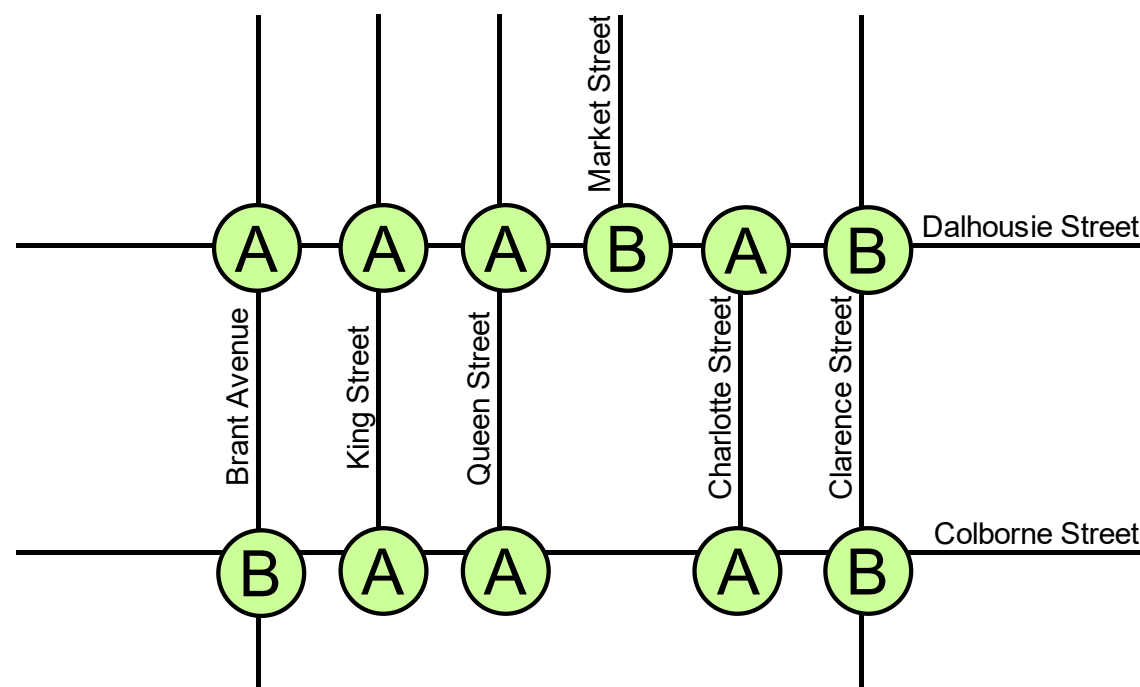 Market Street
A A A B A B
Dalhousie Street
Brant Avenue
King Street
Queen Street
Charlotte Street
Clarence Street
Colborne Street
B A A A B